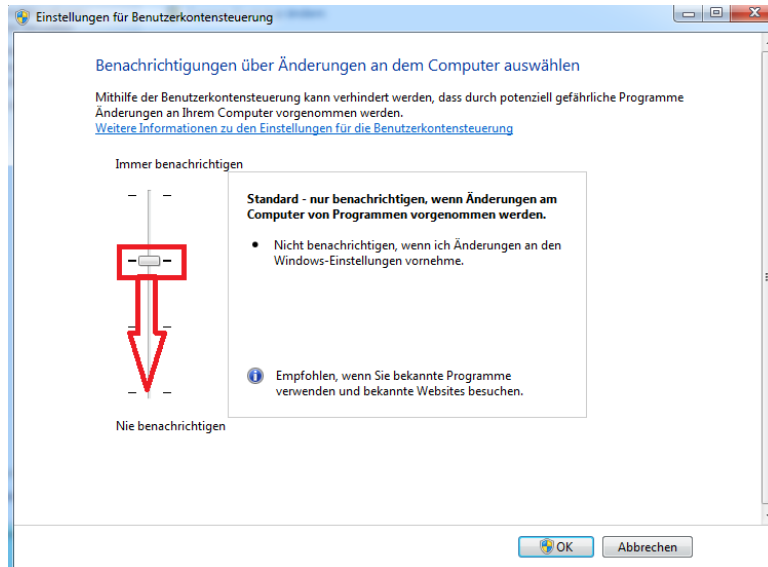 Einstellungen für Benutzerkontensteuerung
Benachrichtigungen über Änderungen an dem Computer auswählen
Mithilfe der Benutzerkontensteuerung kann verhindert werden, dass durch potenziell gefährliche Programme
Änderungen an Ihrem Computer vorgenommen werden.
Weitere Informationen zu den Einstellungen für die Benutzerkontensteuerung
Immer benachrichtigen
Standard - nur benachrichtigen, wenn Änderungen am
Computer von Programmen vorgenommen werden.
• Nicht benachrichtigen, wenn ich Änderungen an den
Windows-Einstellungen vornehme.
Empfohlen, wenn Sie bekannte Programme
verwenden und bekannte Websites besuchen.
Nie benachrichtigen
OK Abbrechen